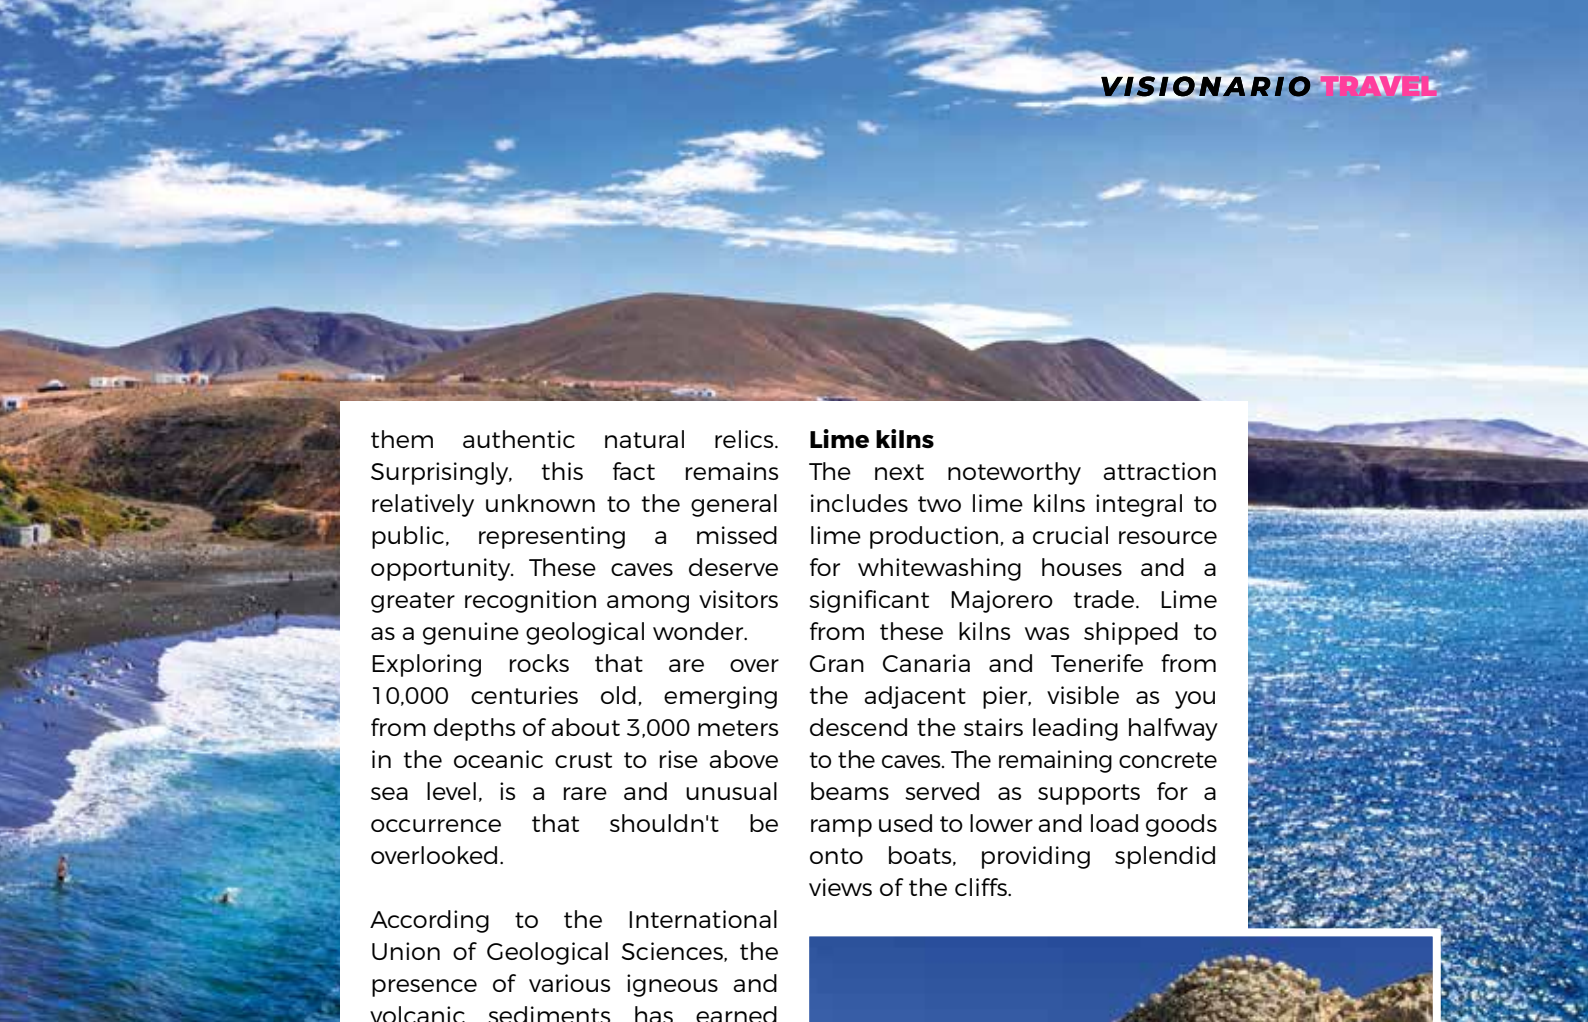 VISIONARIO TRAVEL
them authentic natural relics.
Surprisingly, this fact remains
relatively unknown to the general
public, representing a missed
opportunity. These caves deserve
greater recognition among visitors
as a genuine geological wonder.
Exploring rocks that are over
10,000 centuries old, emerging
from depths of about 3,000 meters
in the oceanic crust to rise above
sea level, is a rare and unusual
occurrence that shouldn't be
overlooked.
According to the International
Union of Geological Sciences, the
presence of various igneous and
volcanic sediments has earned
Lime kilns
The next noteworthy attraction
includes two lime kilns integral to
lime production, a crucial resource
for whitewashing houses and a
significant Majorero trade. Lime
from these kilns was shipped to
Gran Canaria and Tenerife from
the adjacent pier, visible as you
descend the stairs leading halfway
to the caves. The remaining concrete
beams served as supports for a
ramp used to lower and load goods
onto boats, providing splendid
views of the cliffs.